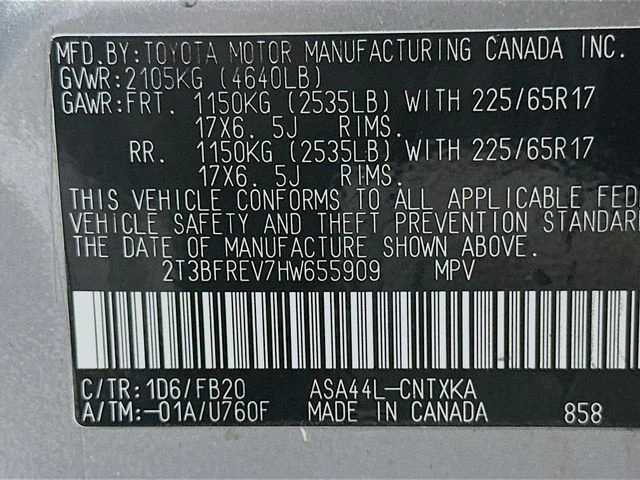 MFD.BY:TOYOTA MOTOR MANUFACTURING CANADA INC.
GVWR:2105KG (4640LB)
GAWR:FRT. 1150KG (2535LB) WITH 225/65R17
17X6. 5J RIMS.
RR. 1150KG (2535LB) WITH 225/65R17
17X6. 5J RIMS.
THIS VEHICLE CONFORMS TO ALL APPLICABLE FED
VEHICLE SAFETY AND THEFT PREVENTION STANDAR
THE DATE OF MANUFACTURE SHOWN ABOVE.
2T3BFREV7HW655909 MPV
C/TR:1D6/FB20 ASA44L-CNTXKA
A/TM:-01A/U760F MADE IN CANADA 858